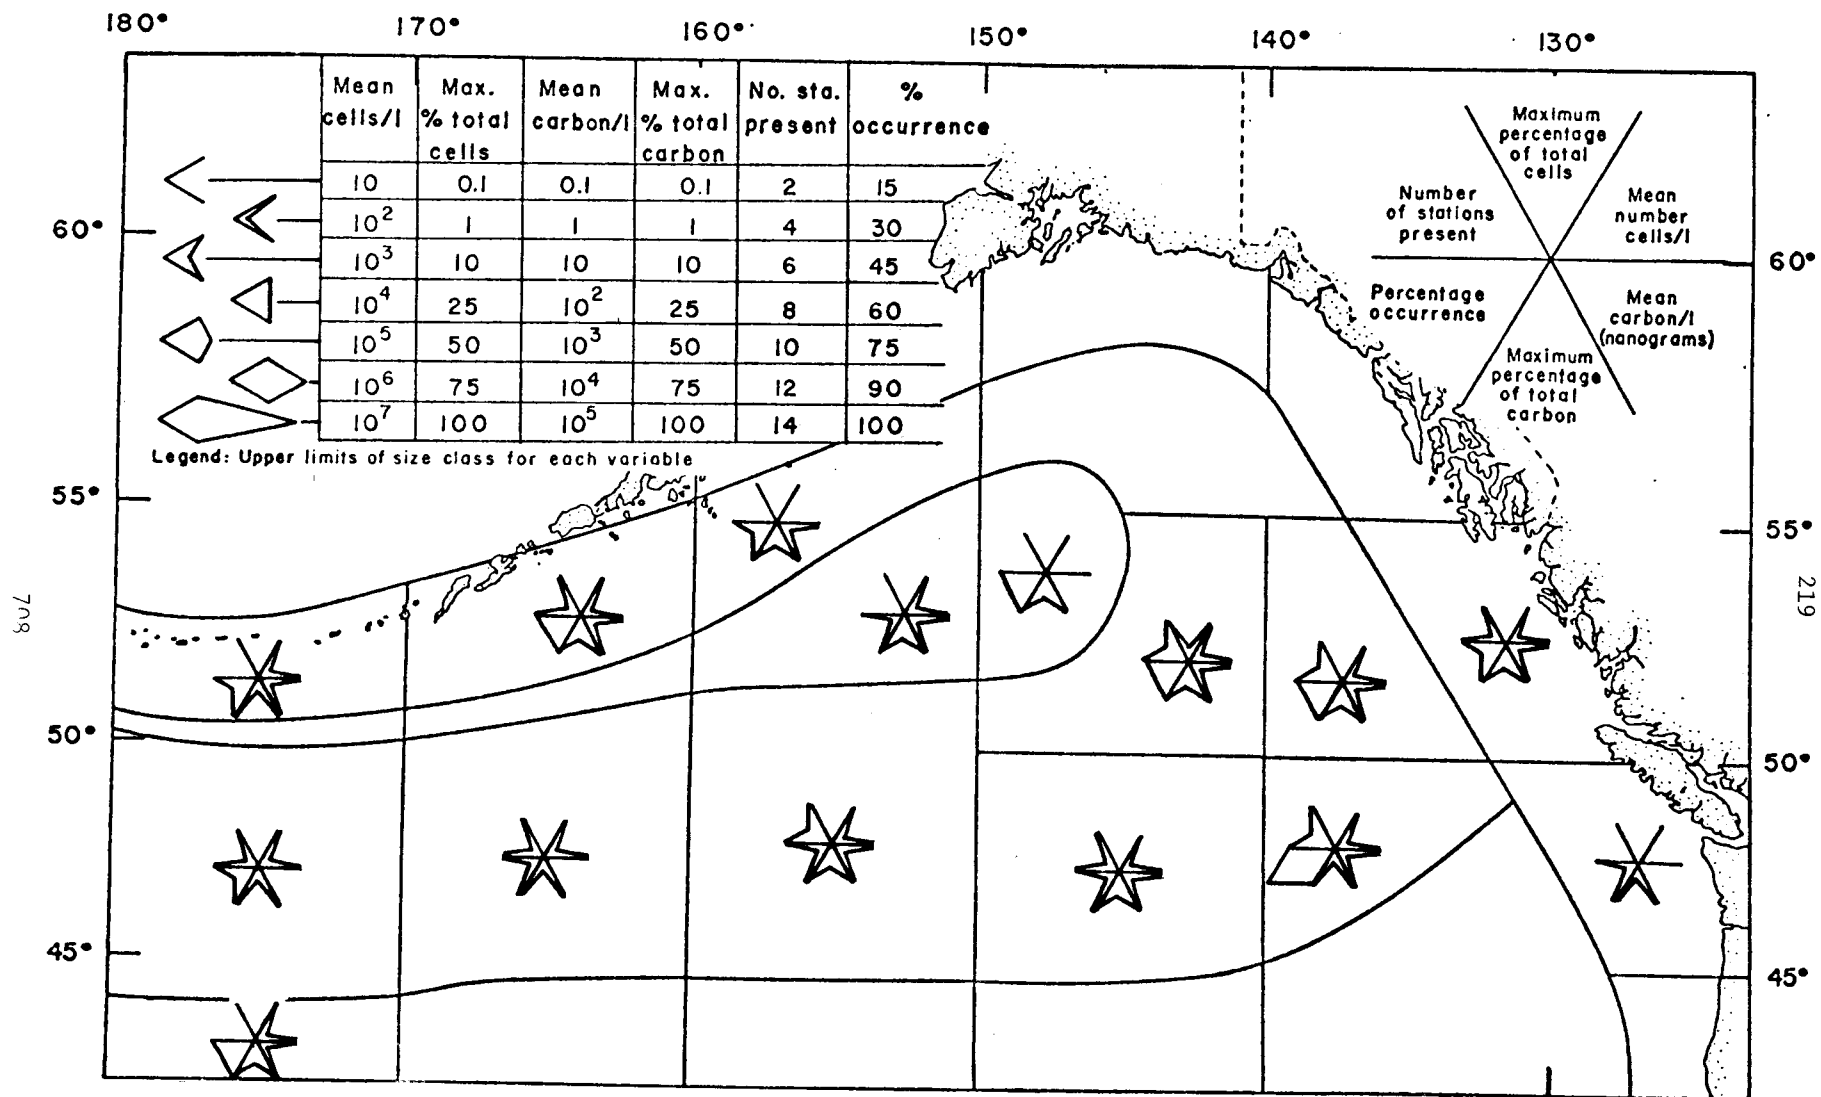 180° 170° 160° 150° 140° 130°
Mean cells/l Max. % total cells Mean carbon/l Max. % total carbon No. sta. present % occurrence
10 0.1 0.1 0.1 2 15
10² 1 1 1 4 30
10³ 10 10 10 6 45
10⁴ 25 10² 25 8 60
10⁵ 50 10³ 50 10 75
10⁶ 75 10⁴ 75 12 90
10⁷ 100 10⁵ 100 14 100
Legend: Upper limits of size class for each variable
Maximum
percentage
of total
cells
Number
of stations
present
Mean
number
cells/l
Percentage
occurrence
Mean
carbon/l
(nanograms)
Maximum
percentage
of total
carbon
60°
55°
50°
45°
60°
55°
50°
45°
708
219